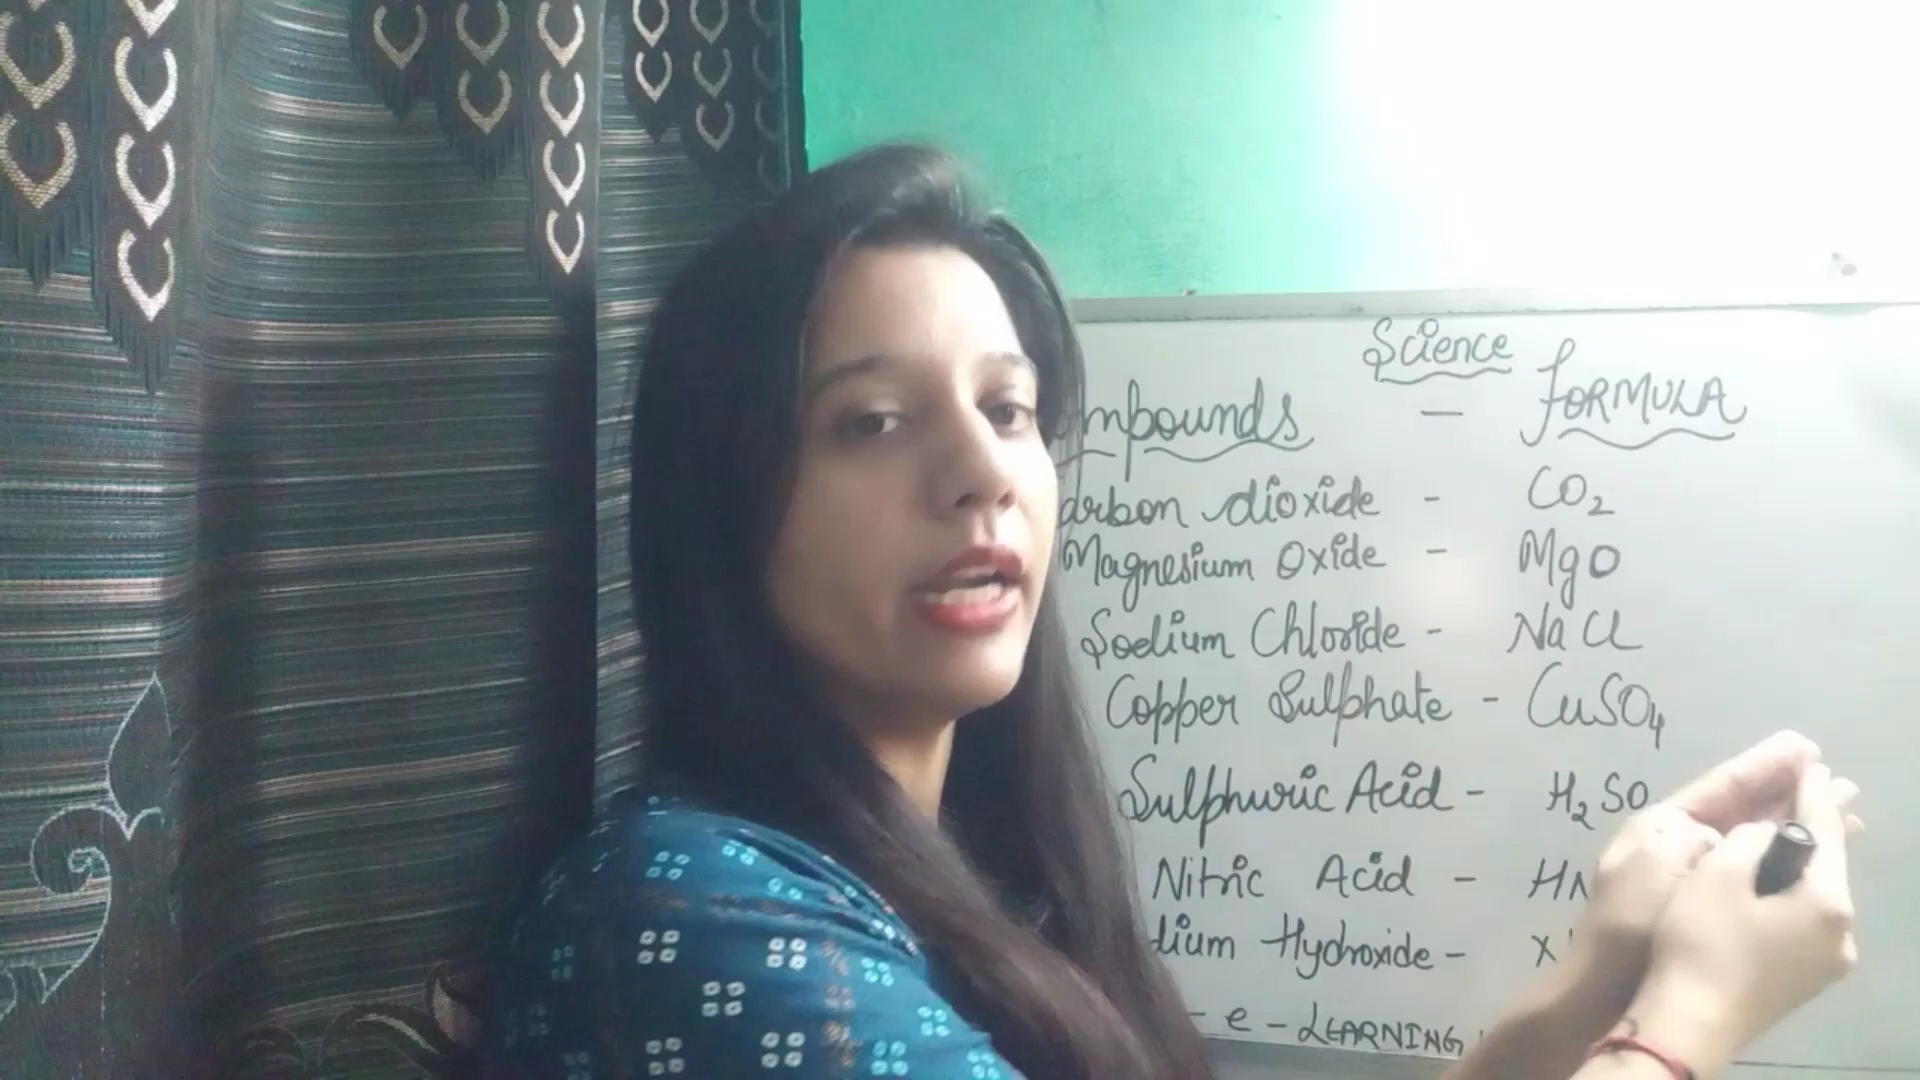 Science
mpounds - FORMULA
arbon dioxide - CO2
Magnesium Oxide - MgO
Sodium Chloride - NaCl
Copper Sulphate - CuSO4
Sulphuric Acid - H2SO
Nitric Acid - HN
dium Hydroxide -
- e - LEARNING